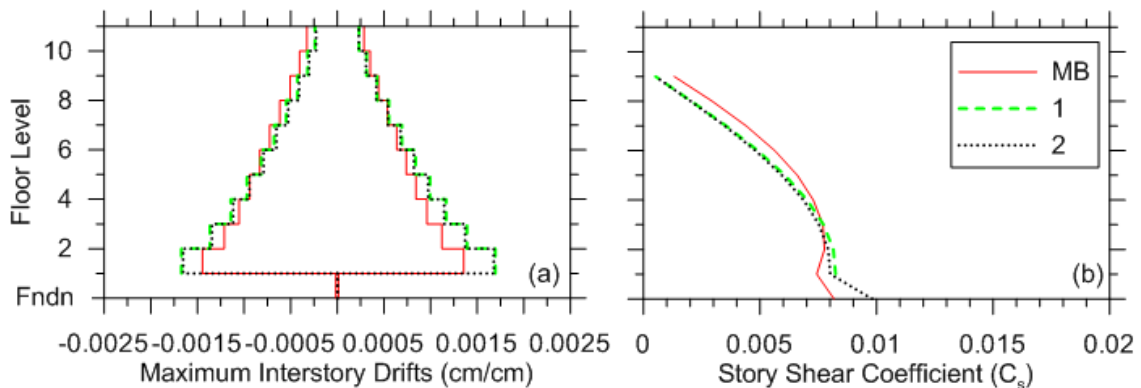 10
8
6
4
2
Fndn
Floor Level
(a)
-0.0025 -0.0015 -0.0005 0.0005 0.0015 0.0025
Maximum Interstory Drifts (cm/cm)
MB
1
2
(b)
0 0.005 0.01 0.015 0.02
Story Shear Coefficient (Cs)